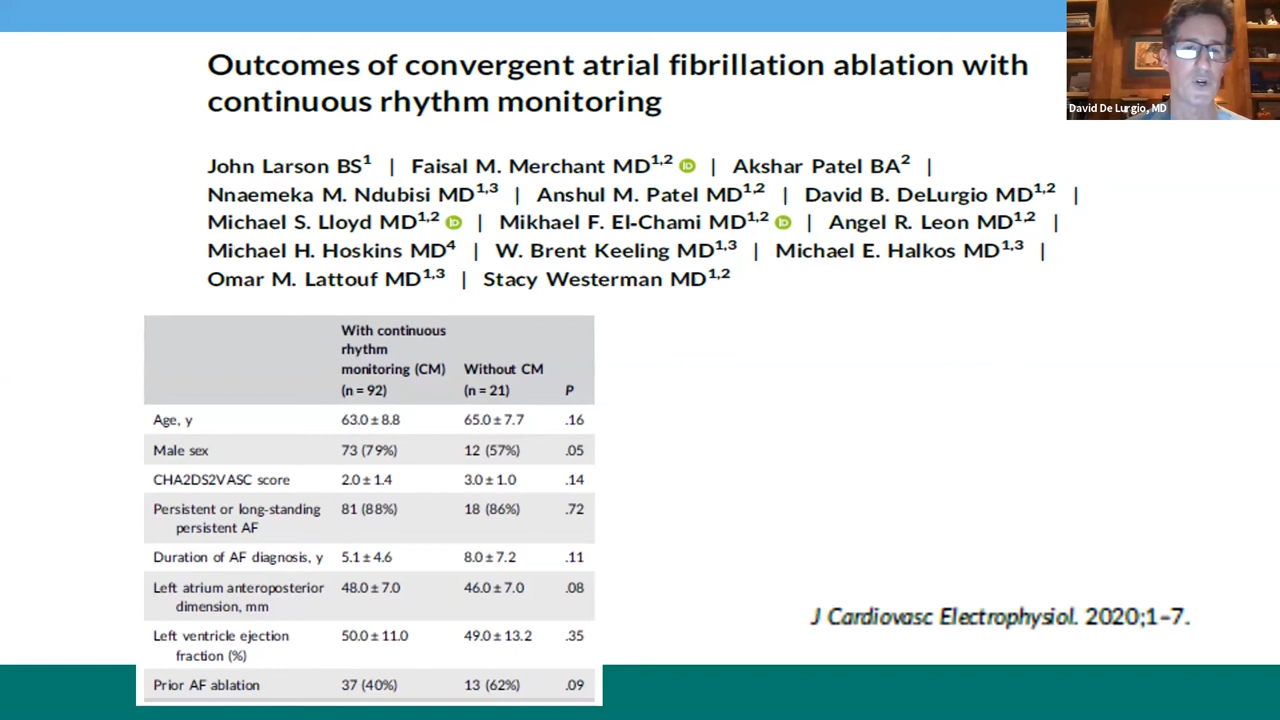 Outcomes of convergent atrial fibrillation ablation with
continuous rhythm monitoring
David De Lurgio, MD
John Larson BS1 | Faisal M. Merchant MD1,2 iD | Akshar Patel BA2 |
Nnaemeka M. Ndubisi MD1,3 | Anshul M. Patel MD1,2 | David B. DeLurgio MD1,2 |
Michael S. Lloyd MD1,2 iD | Mikhael F. El-Chami MD1,2 iD | Angel R. Leon MD1,2 |
Michael H. Hoskins MD4 | W. Brent Keeling MD1,3 | Michael E. Halkos MD1,3 |
Omar M. Lattouf MD1,3 | Stacy Westerman MD1,2
With continuous
rhythm
monitoring (CM) Without CM
(n = 92) (n = 21) P
Age, y 63.0 ± 8.8 65.0 ± 7.7 .16
Male sex 73 (79%) 12 (57%) .05
CHA2DS2VASC score 2.0 ± 1.4 3.0 ± 1.0 .14
Persistent or long-standing 81 (88%) 18 (86%) .72
persistent AF
Duration of AF diagnosis, y 5.1 ± 4.6 8.0 ± 7.2 .11
Left atrium anteroposterior 48.0 ± 7.0 46.0 ± 7.0 .08
dimension, mm
Left ventricle ejection 50.0 ± 11.0 49.0 ± 13.2 .35
fraction (%)
Prior AF ablation 37 (40%) 13 (62%) .09
J Cardiovasc Electrophysiol. 2020;1–7.